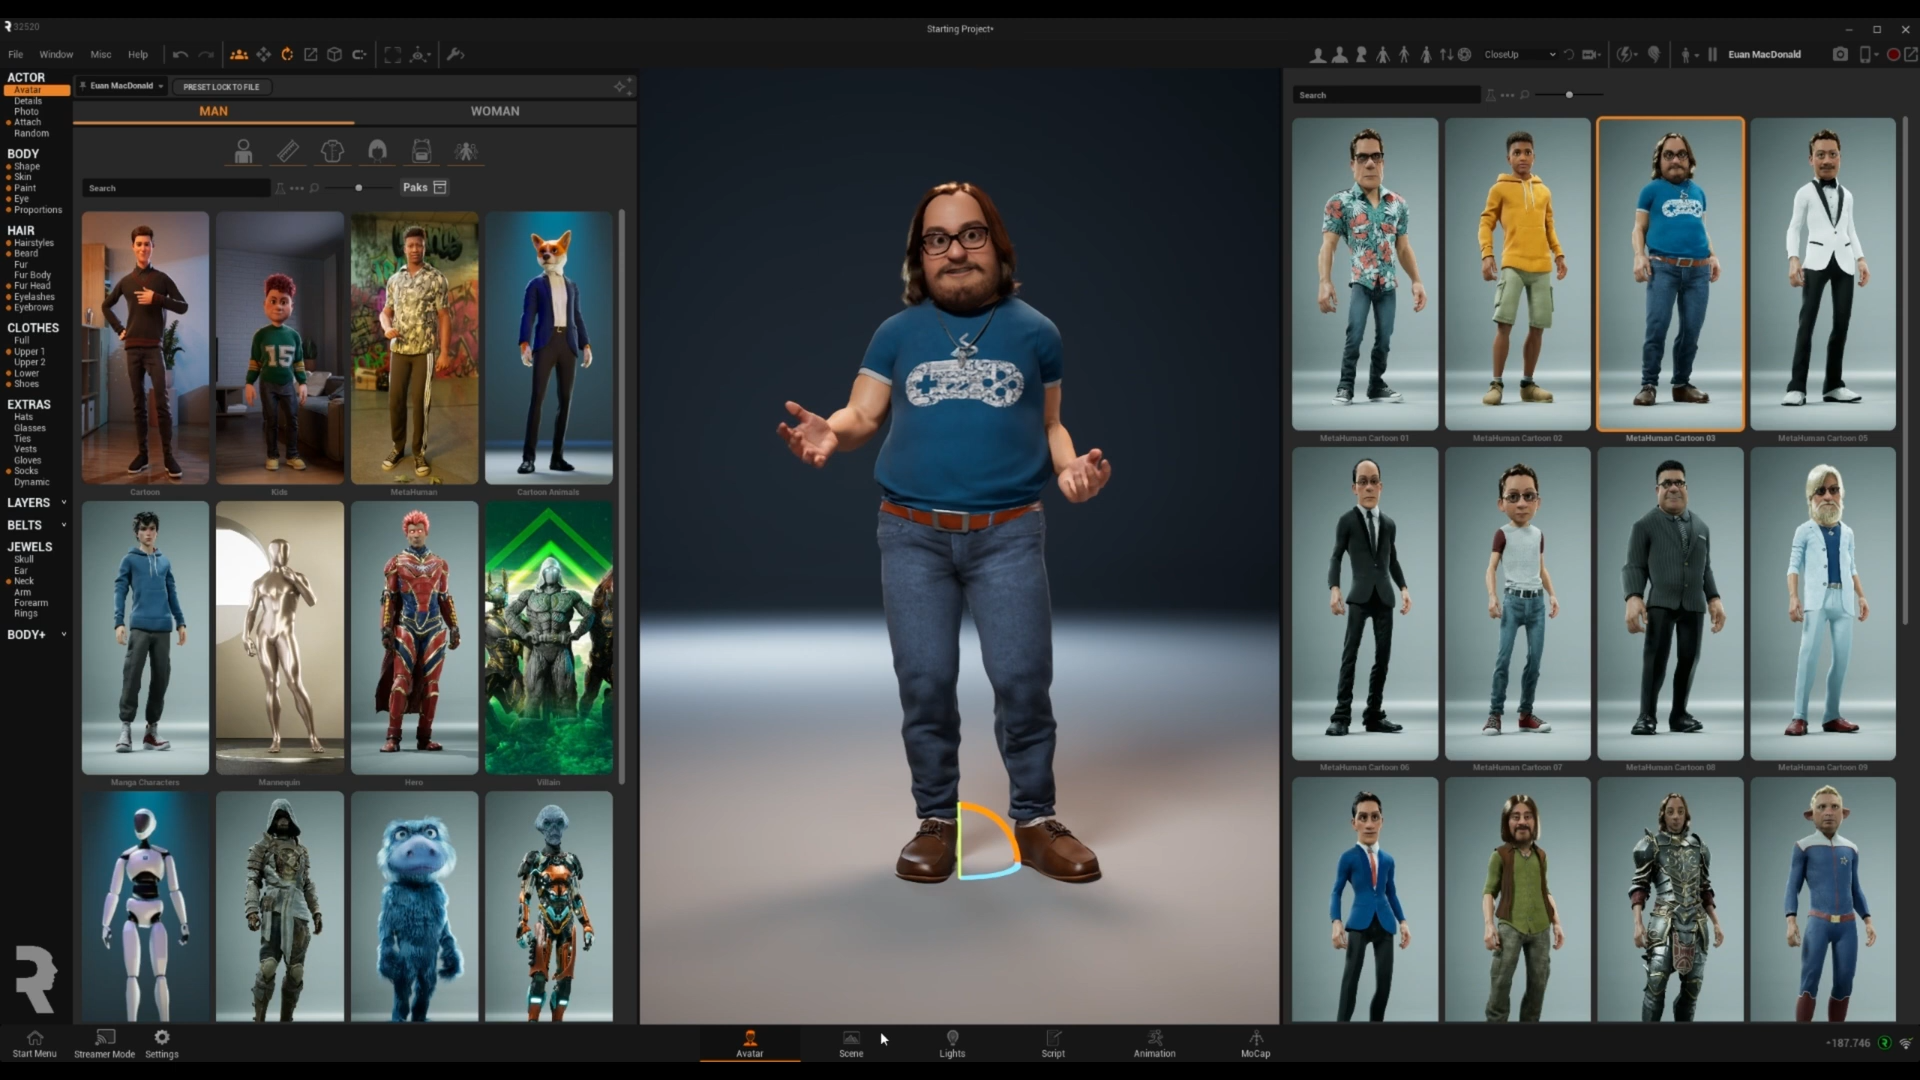 32520
Starting Project*
File
Window
Misc
Help
CloseUp
Euan MacDonald
ACTOR
Avatar
Details
Photo
Attach
Random
BODY
Shape
Skin
Paint
Eye
Proportions
HAIR
Hairstyles
Beard
Fur
Fur Body
Fur Head
Eyelashes
Eyebrows
CLOTHES
Full
Upper 1
Upper 2
Lower
Shoes
EXTRAS
Hats
Glasses
Ties
Vests
Gloves
Socks
Dynamic
LAYERS
BELTS
JEWELS
Skull
Ear
Neck
Arm
Forearm
Rings
BODY+
Euan MacDonald
PRESET LOCK TO FILE
MAN
WOMAN
Search
Paks
15
Cartoon
Kids
MetaHuman
Cartoon Animals
Manga Characters
Mannequin
Hero
Villain
Search
MetaHuman Cartoon 01
MetaHuman Cartoon 02
MetaHuman Cartoon 03
MetaHuman Cartoon 05
MetaHuman Cartoon 06
MetaHuman Cartoon 07
MetaHuman Cartoon 08
MetaHuman Cartoon 09
Start Menu
Streamer Mode
Settings
Avatar
Scene
Lights
Script
Animation
MoCap
-187.746